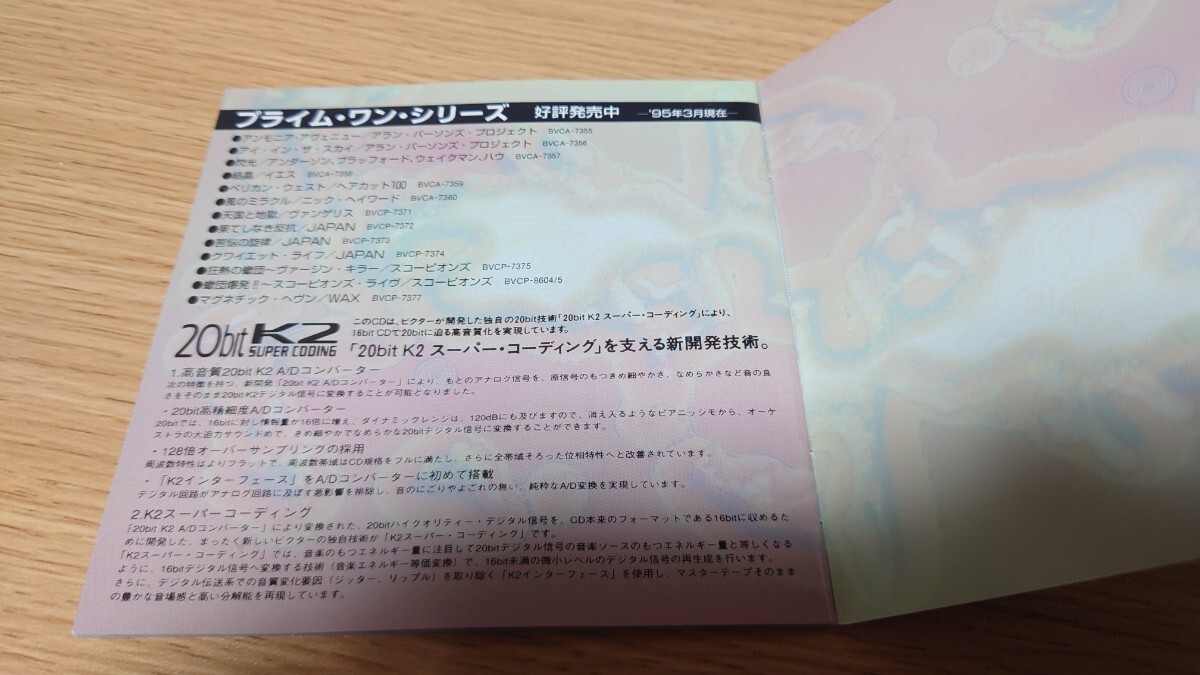 プライム・ワン・シリーズ 好評発売中 —'95年3月現在—
●アンモニア・アヴェニュー/アラン・パーソンズ・プロジェクト BVCA-7355
●アイ・イン・ザ・スカイ/アラン・パーソンズ・プロジェクト BVCA-7356
●閃光/アンダーソン、ブラッフォード、ウェイクマン、ハウ BVCA-7357
●結晶/イエス BVCA-7358
●ペリカン・ウェスト/ヘアカット100 BVCA-7359
●風のミラクル/ニック・ヘイワード BVCA-7360
●天国と地獄/ヴァンゲリス BVCP-7371
●果てしなき反抗/JAPAN BVCP-7372
●苦悩の旋律/JAPAN BVCP-7373
●クワイエット・ライフ/JAPAN BVCP-7374
●狂熱の蠍団〜ヴァージン・キラー/スコーピオンズ BVCP-7375
●蠍団爆発!!〜スコーピオンズ・ライヴ/スコーピオンズ BVCP-8604/5
●マグネチック・ヘヴン/WAX BVCP-7377
20bit K2 SUPER CODING
このCDは、ビクターが開発した独自の20bit技術「20bit K2 スーパー・コーディング」により、
16bit CDで20bitに迫る高音質化を実現しています。
「20bit K2 スーパー・コーディング」を支える新開発技術。
1.高音質20bit K2 A/Dコンバーター
次の特徴を持つ、新開発「20bit K2 A/Dコンバーター」により、もとのアナログ信号を、原信号のもつきめ細やかさ、なめらかさなど音の良
さをそのまま20bit K2デジタル信号に変換することが可能となりました。
・20bit高精細度A/Dコンバーター
20bitでは、16bitに対し情報量が16倍に増え、ダイナミックレンジは、120dBにも及びますので、消え入るようなピアニッシモから、オーケ
ストラの大迫力サウンドめで、きめ細やかでなめらかな20bitデジタル信号に変換することができます。
・128倍オーバーサンプリングの採用
周波数特性はよりフラットで、周波数帯域はCD規格をフルに満たし、さらに全帯域そろった位相特性へと改善されています。
・「K2インターフェース」をA/Dコンバーターに初めて搭載
デジタル回路がアナログ回路に及ぼす悪影響を排除し、音のにごりやよごれの無い、純粋なA/D変換を実現しています。
2.K2スーパーコーディング
「20bit K2 A/Dコンバーター」により変換された、20bitハイクオリティー・デジタル信号を、CD本来のフォーマットである16bitに収めるた
めに開発した、まったく新しいビクターの独自技術が「K2スーパー・コーディング」です。
「K2スーパー・コーディング」では、音楽のもつエネルギー量に注目して20bitデジタル信号の音楽ソースのもつエネルギー量と等しくなる
ように、16bitデジタル信号へ変換する技術(音楽エネルギー等価変換)で、16bit未満の微小レベルのデジタル信号の再生成を行います。
さらに、デジタル伝送系での音質変化要因(ジッター、リップル)を取り除く「K2インターフェース」を使用し、マスターテープそのまま
の豊かな音場感と高い分解能を再現しています。